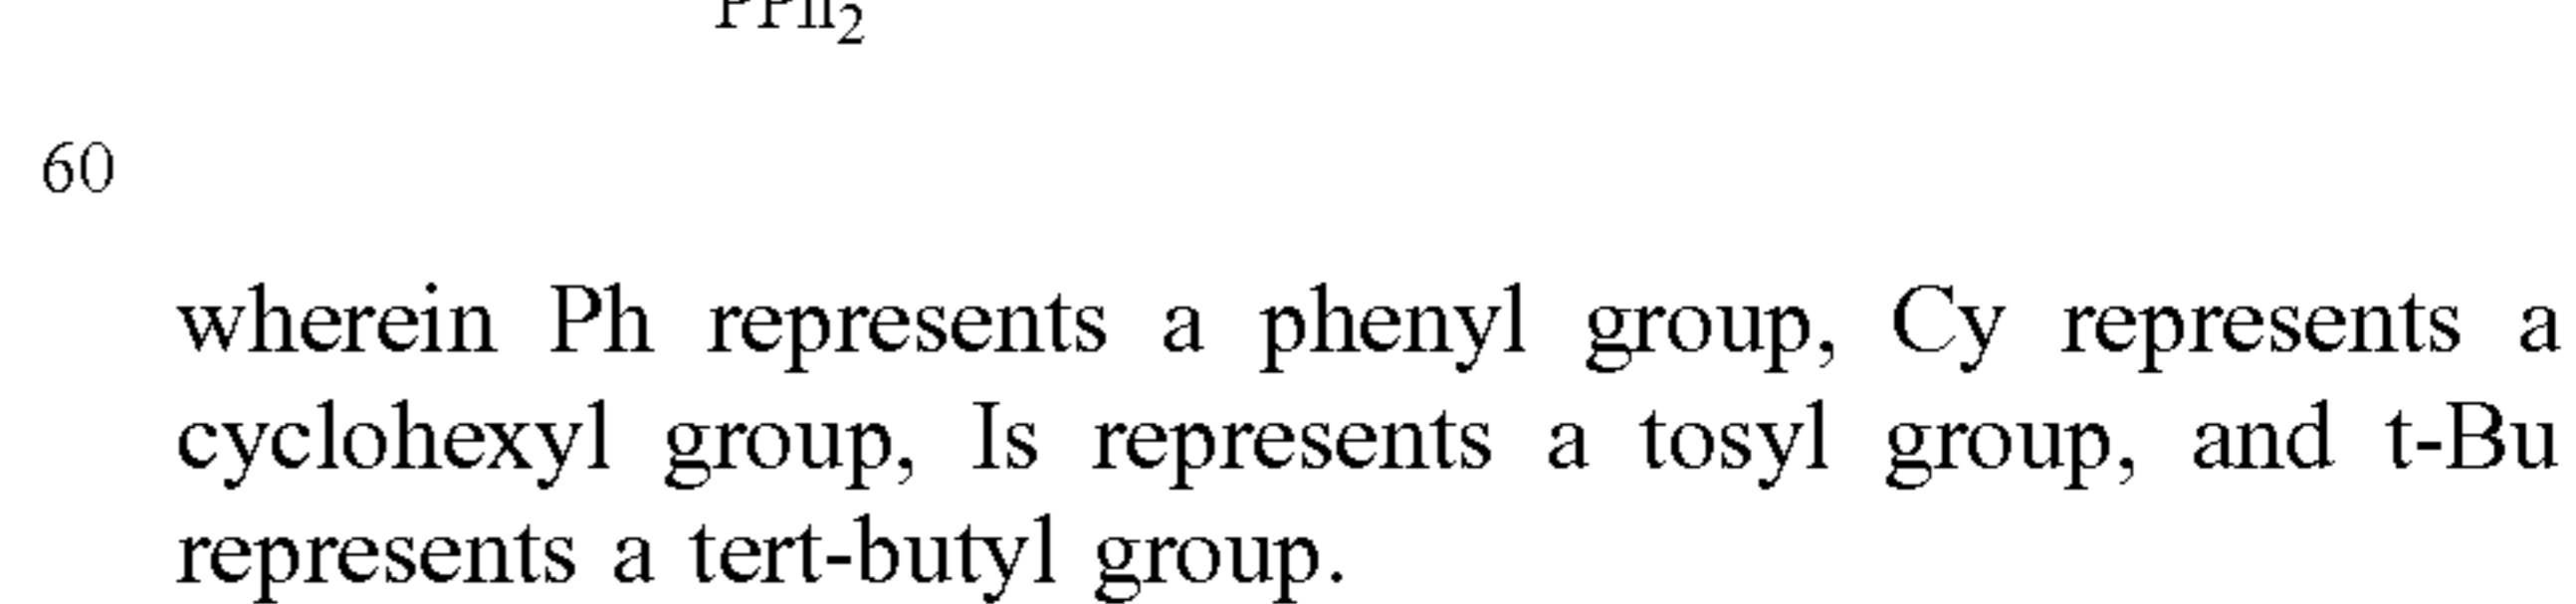 PPh2
60
wherein Ph represents a phenyl group, Cy represents a
cyclohexyl group, Is represents a tosyl group, and t-Bu
represents a tert-butyl group.